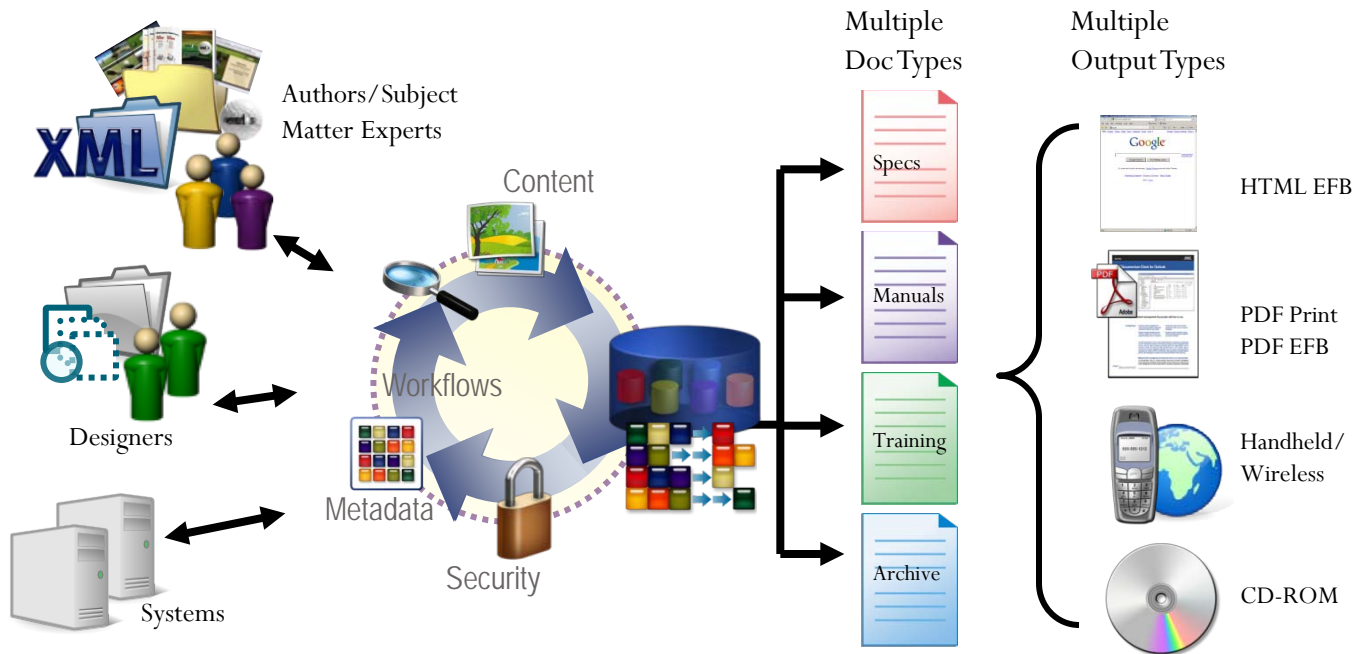 Multiple
Doc Types
Multiple
Output Types
Authors/Subject
Matter Experts
XML
Content
Workflows
Metadata
Security
Designers
Systems
Specs
Manuals
Training
Archive
Google
HTML EFB
PDF
Adobe
PDF Print
PDF EFB
Handheld/
Wireless
CD-ROM